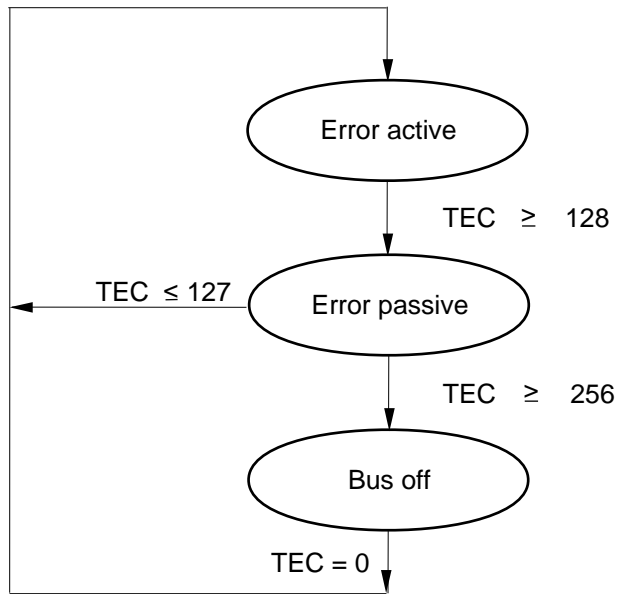 Error active
TEC ≥ 128
TEC ≤ 127
Error passive
TEC ≥ 256
Bus off
TEC = 0